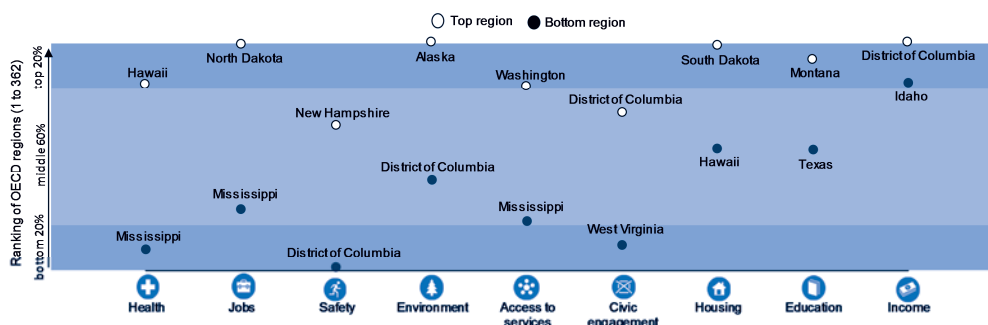 Top region
Bottom region
Ranking of OECD regions (1 to 362)
top 20%
middle 60%
bottom 20%
Hawaii
Mississippi
North Dakota
Mississippi
New Hampshire
District of Columbia
Alaska
District of Columbia
Washington
Mississippi
District of Columbia
West Virginia
South Dakota
Hawaii
Montana
Texas
District of Columbia
Idaho
Health
Jobs
Safety
Environment
Access to
services
Civic
engagement
Housing
Education
Income